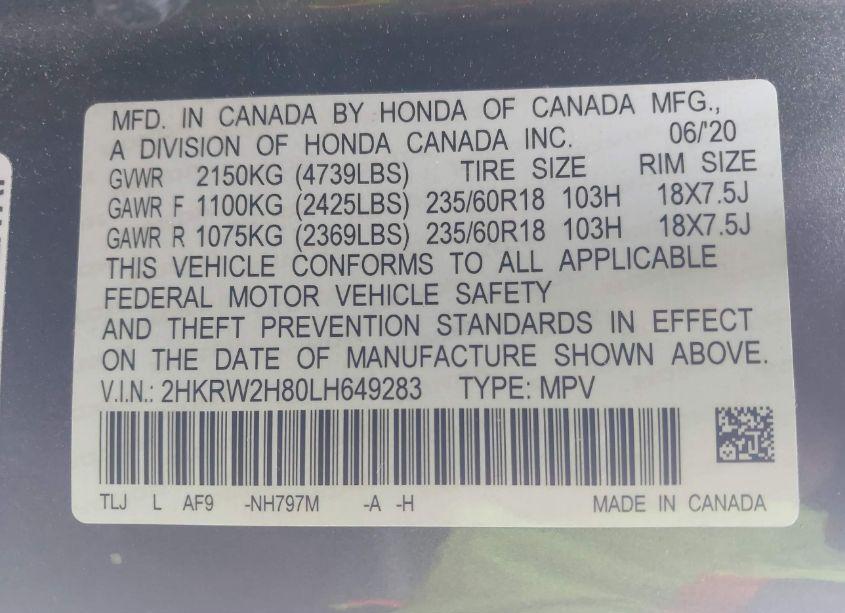 MFD. IN CANADA BY HONDA OF CANADA MFG.,
A DIVISION OF HONDA CANADA INC. 06/'20
GVWR 2150KG (4739LBS) TIRE SIZE RIM SIZE
GAWR F 1100KG (2425LBS) 235/60R18 103H 18X7.5J
GAWR R 1075KG (2369LBS) 235/60R18 103H 18X7.5J
THIS VEHICLE CONFORMS TO ALL APPLICABLE
FEDERAL MOTOR VEHICLE SAFETY
AND THEFT PREVENTION STANDARDS IN EFFECT
ON THE DATE OF MANUFACTURE SHOWN ABOVE.
V.I.N.: 2HKRW2H80LH649283 TYPE: MPV
TLJ L AF9 -NH797M -A -H MADE IN CANADA